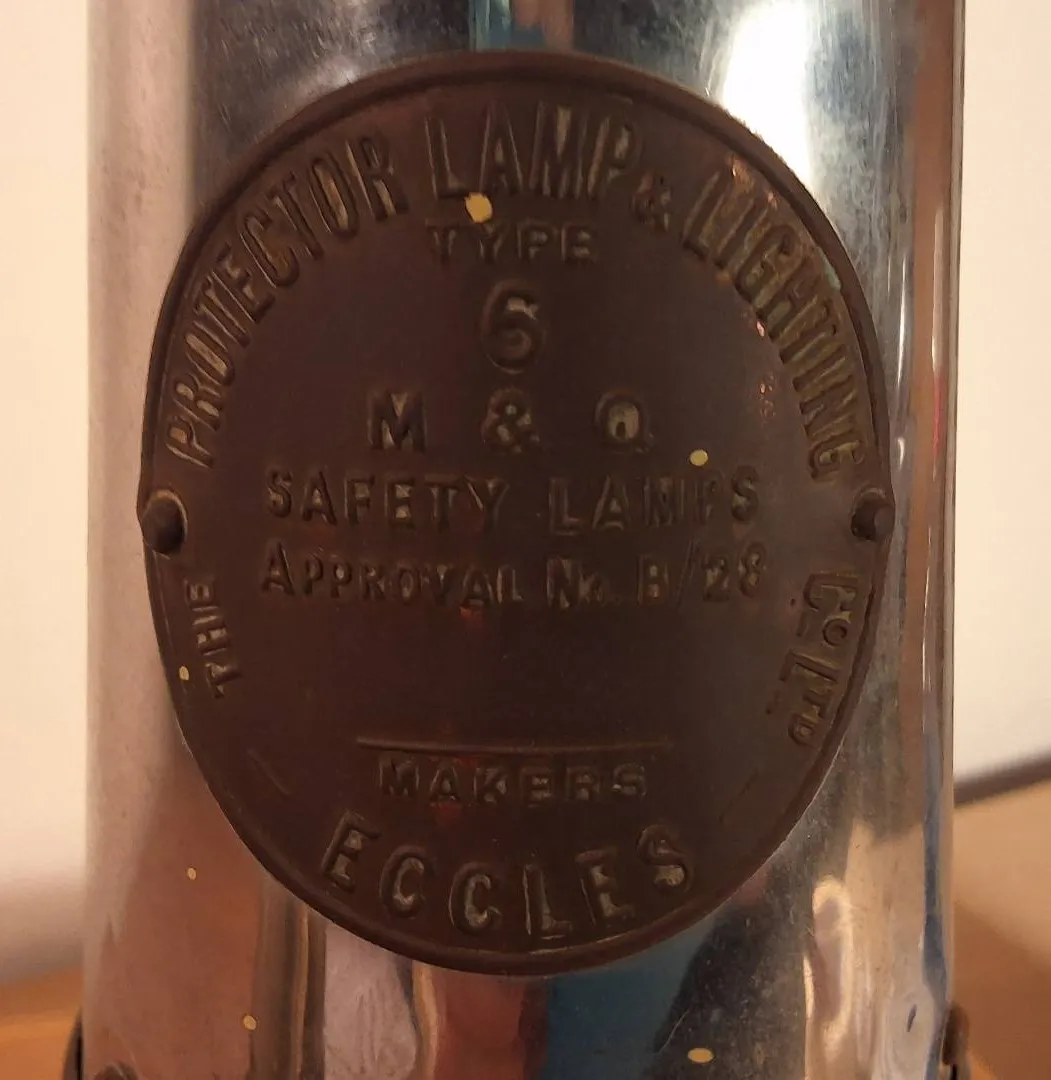 THE PROTECTOR LAMP & LIGHTING Co LTD
TYPE
6
M & Q
SAFETY LAMPS
APPROVAL No. B/28
MAKERS
ECCLES